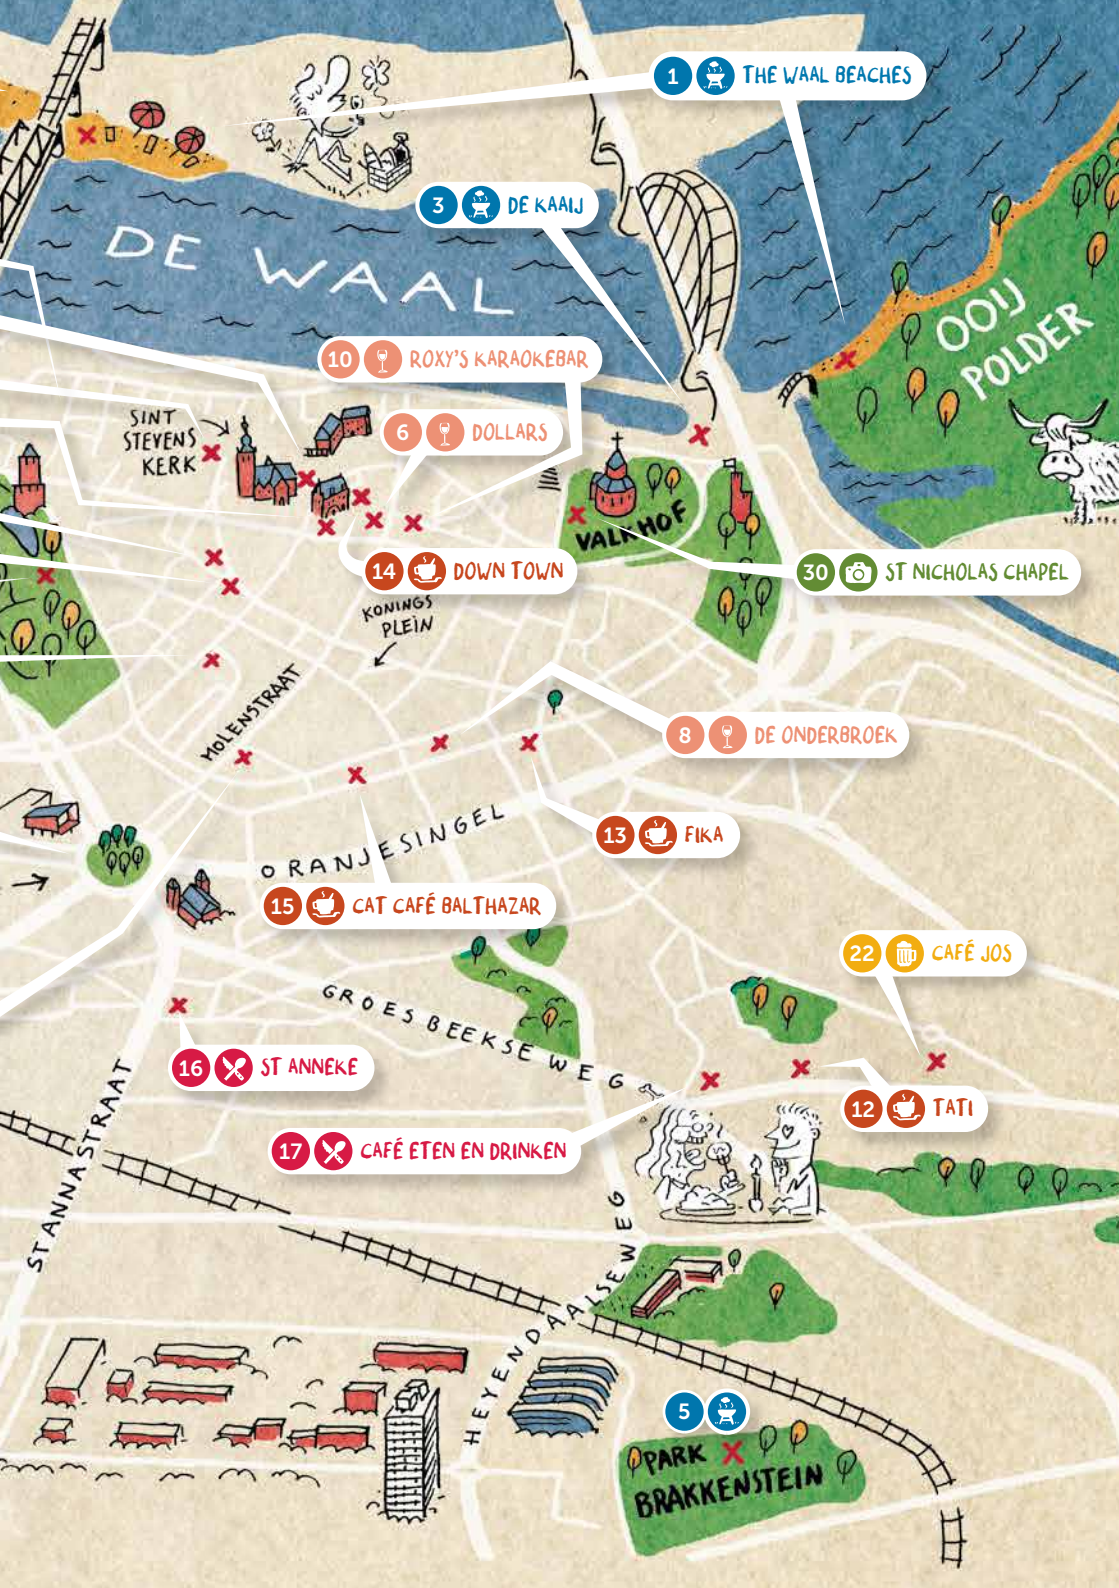 1 THE WAAL BEACHES
3 DE KAAIJ
DE WAAL
OOIJ
POLDER
10 ROXY'S KARAOKEBAR
SINT
STEVENS
KERK
6 DOLLARS
VALKHOF
14 DOWN TOWN
30 ST NICHOLAS CHAPEL
KONINGS
PLEIN
MOLENSTRAAT
8 DE ONDERBROEK
ORANJESINGEL
13 FIKA
15 CAT CAFÉ BALTHAZAR
22 CAFÉ JOS
GROESBEEKSE WEG
16 ST ANNEKE
12 TATI
17 CAFÉ ETEN EN DRINKEN
ST ANNASTRAAT
HEYENDAALSEWEG
5
PARK
BRAKKENSTEIN